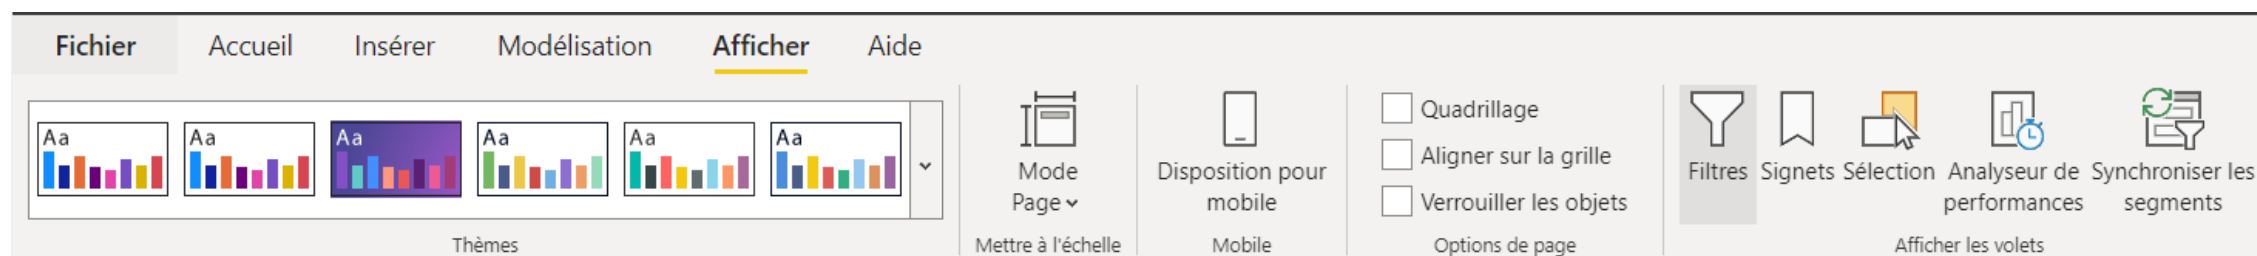 Fichier Accueil Insérer Modélisation Afficher Aide
Aa Aa Aa Aa Aa Aa
Thèmes
Mode
Page
Mettre à l'échelle
Disposition pour
mobile
Mobile
Quadrillage
Aligner sur la grille
Verrouiller les objets
Options de page
Filtres
Signets
Sélection
Analyseur de
performances
Synchroniser les
segments
Afficher les volets